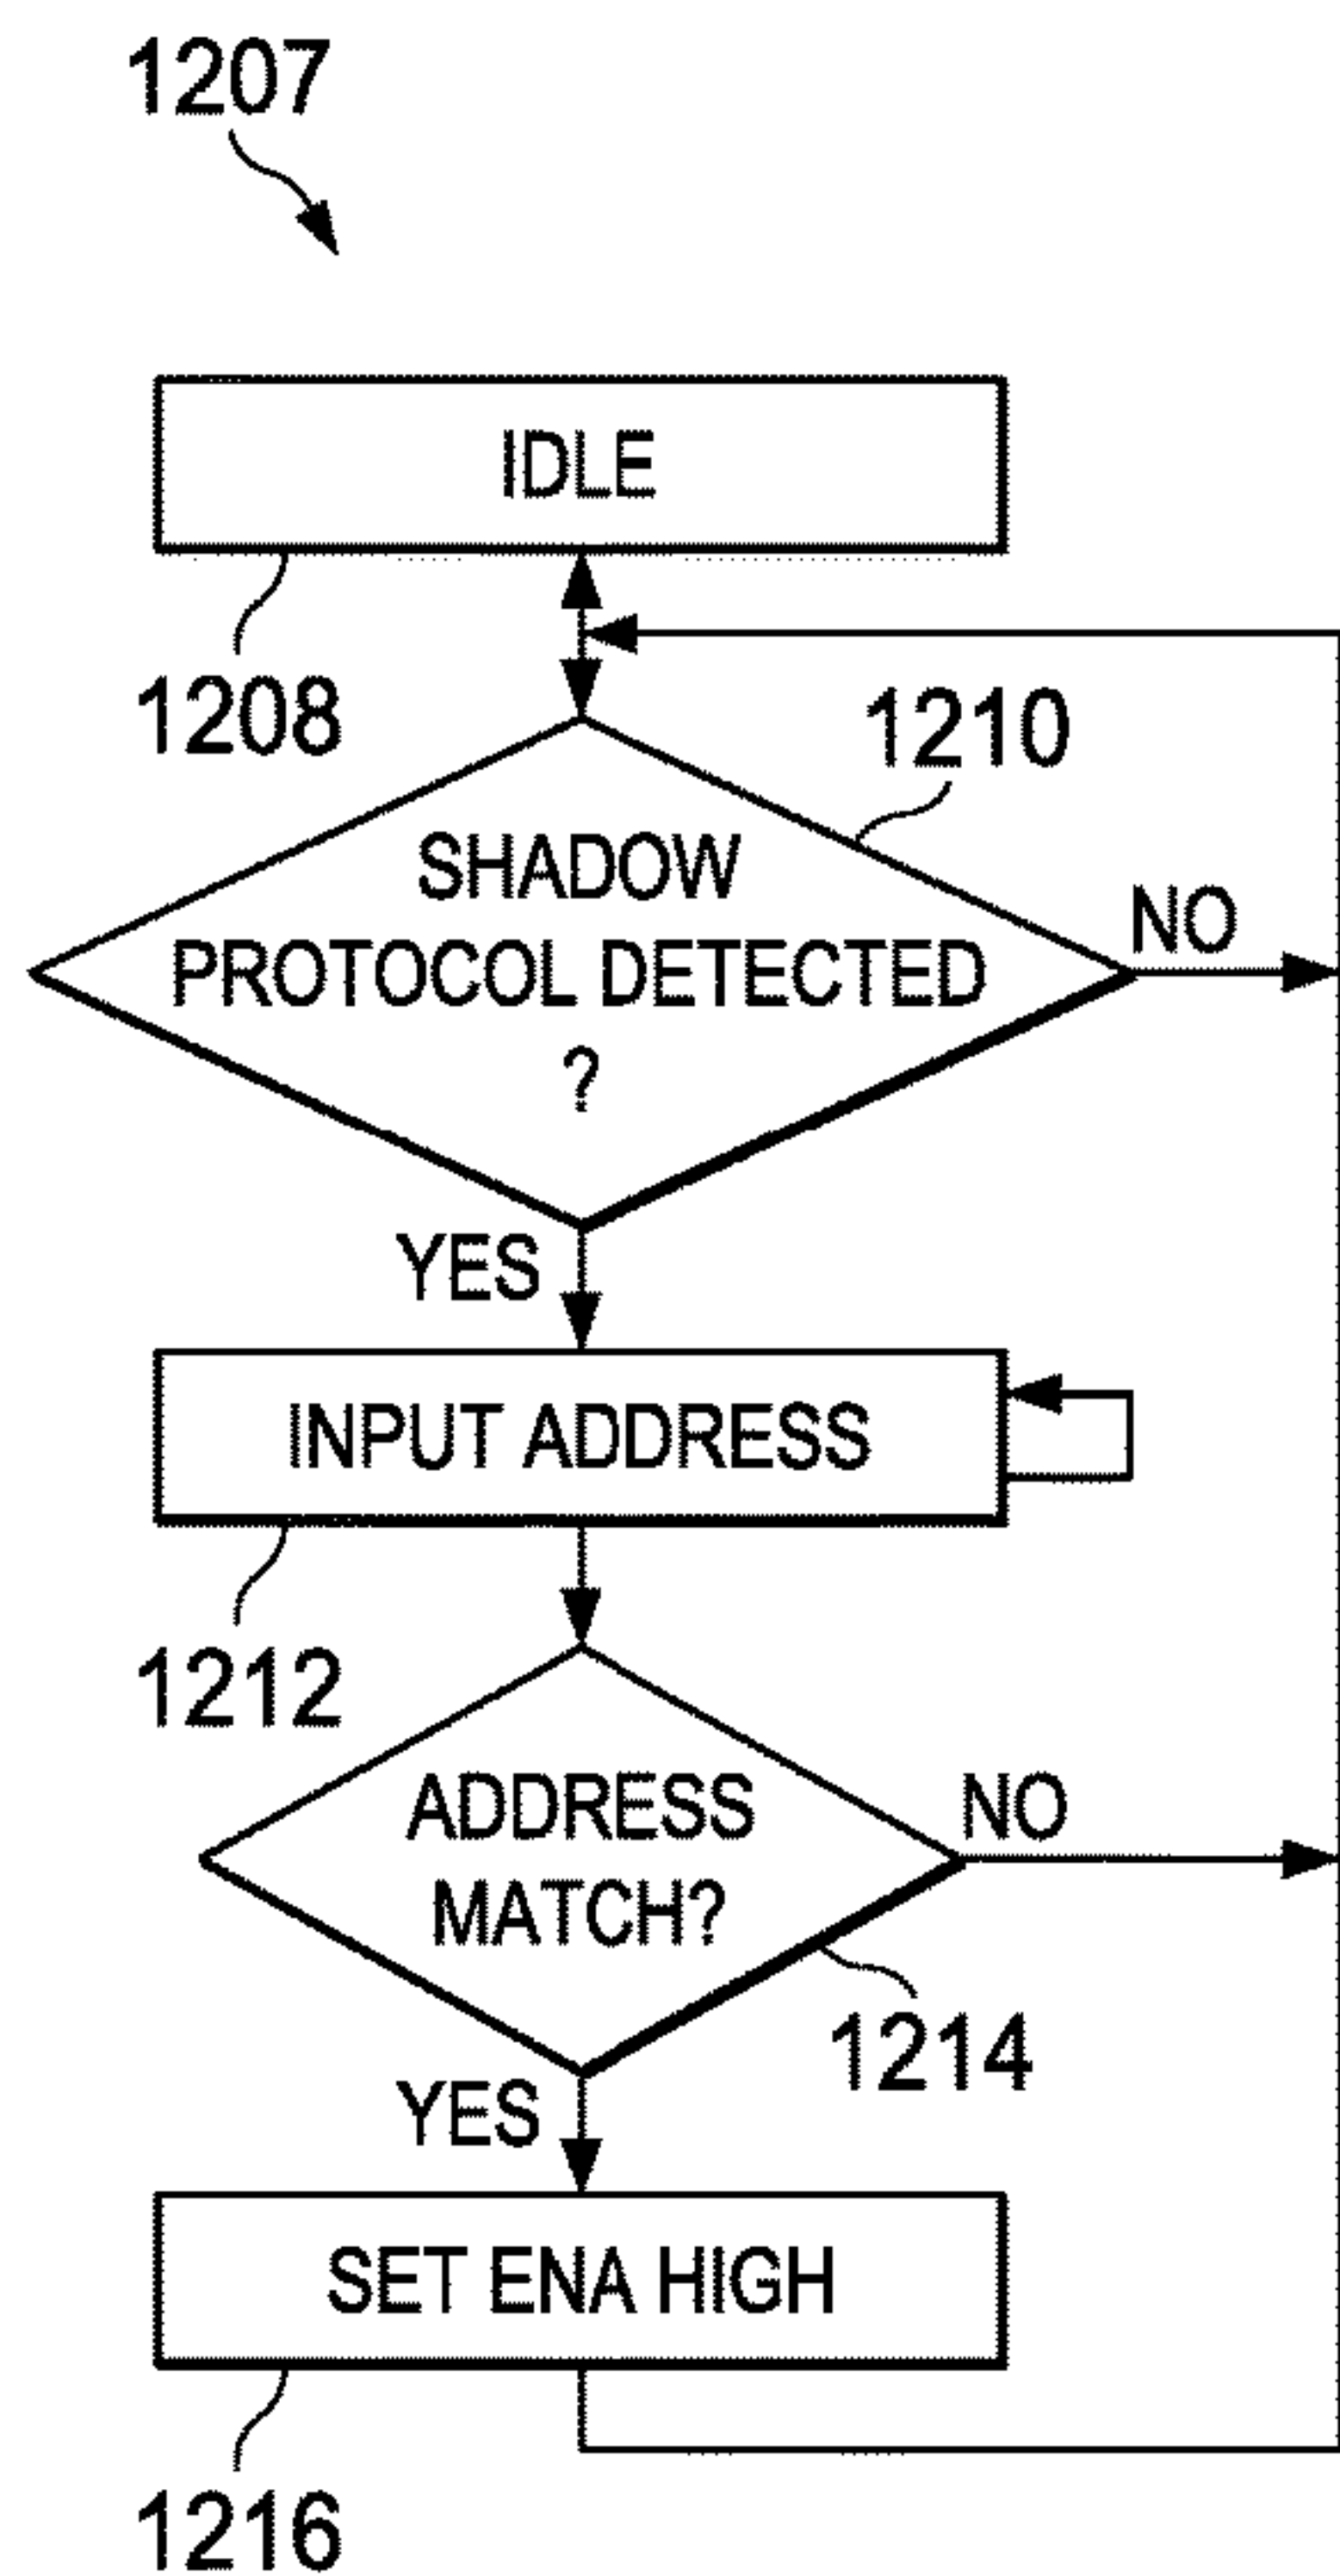 1207
IDLE
1208
1210
SHADOW
PROTOCOL DETECTED
?
NO
YES
INPUT ADDRESS
1212
ADDRESS
MATCH?
NO
1214
YES
SET ENA HIGH
1216